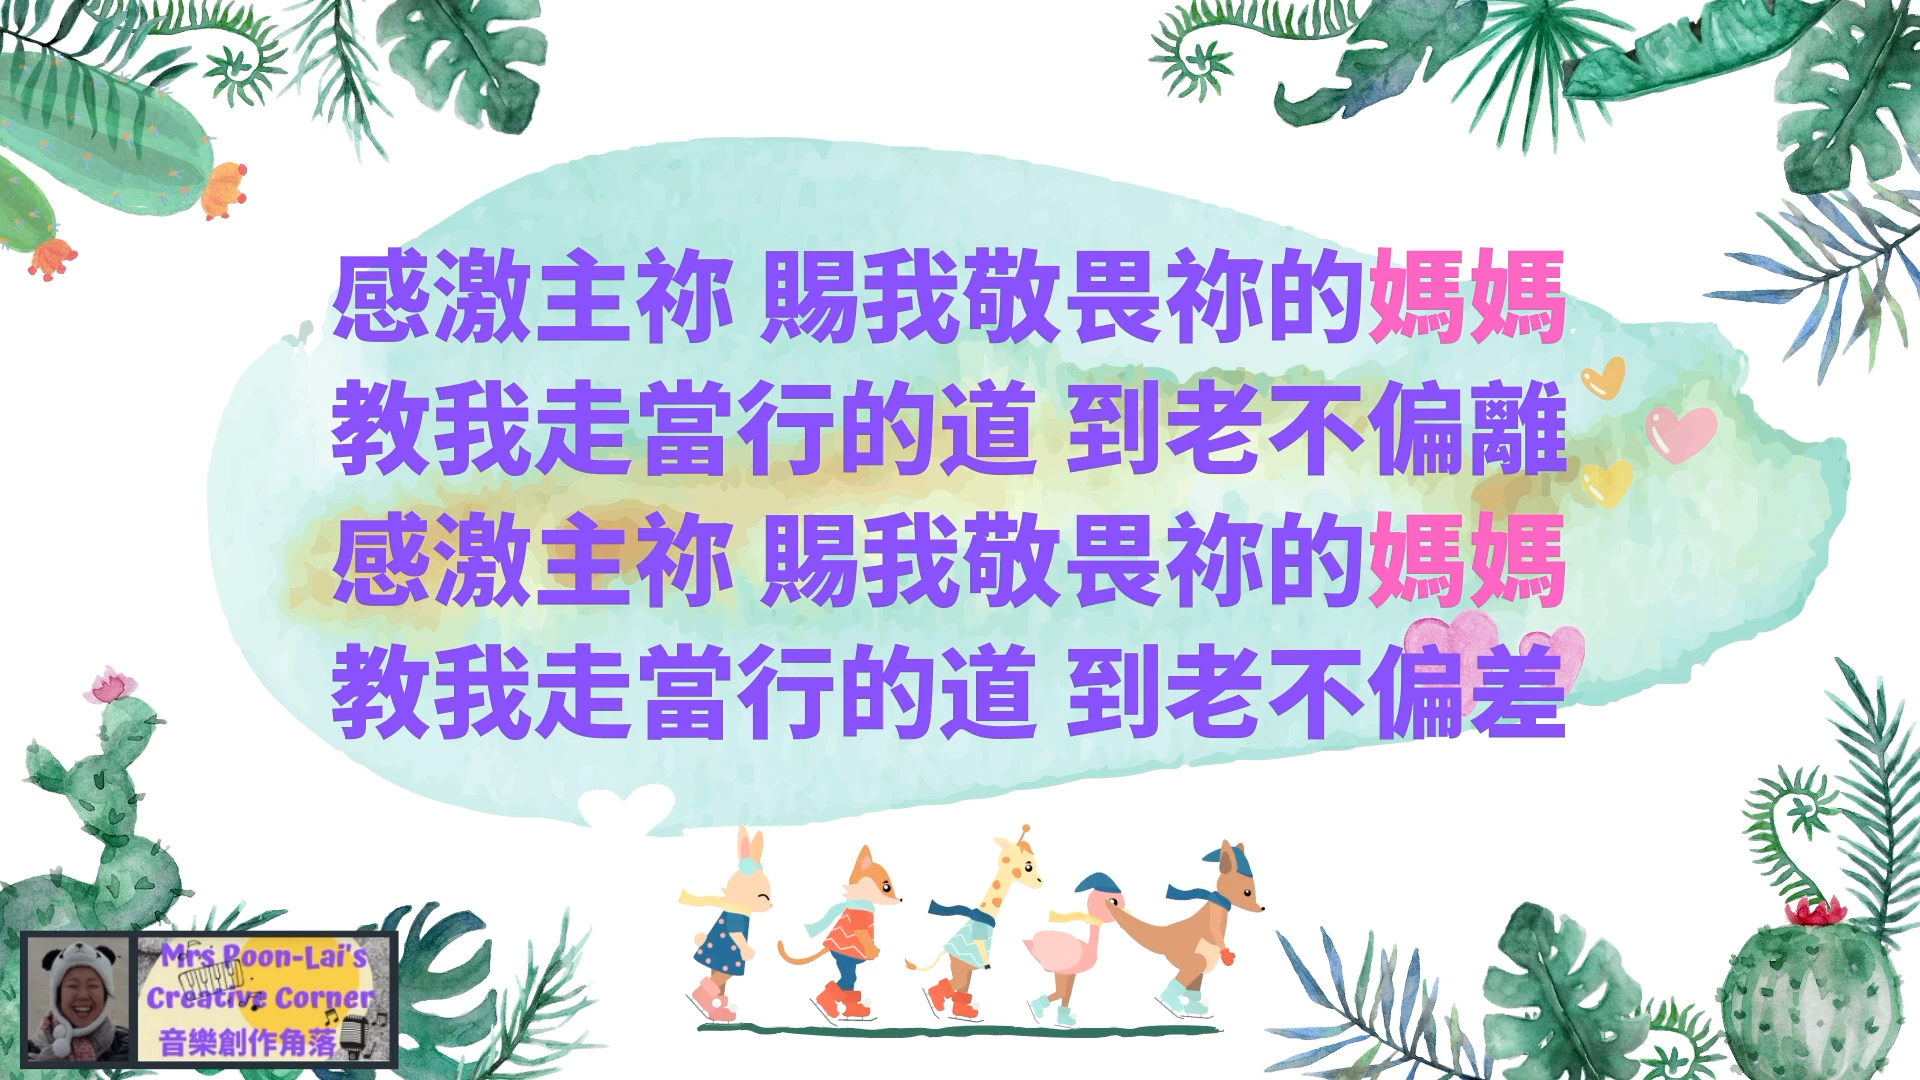 感激主祢 賜我敬畏祢的媽媽
教我走當行的道 到老不偏離
感激主祢 賜我敬畏祢的媽媽
教我走當行的道 到老不偏差
Mrs Poon-Lai's
Creative Corner
音樂創作角落